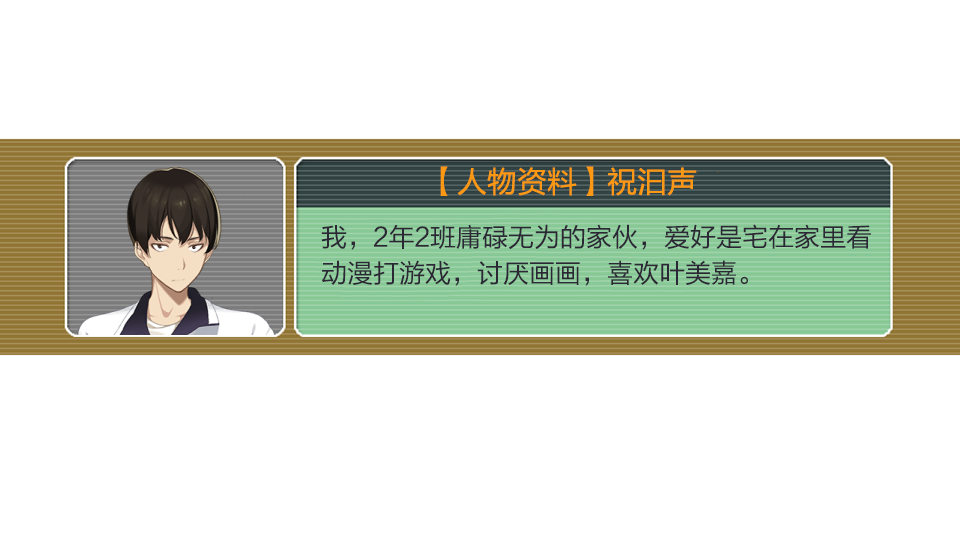 【人物资料】祝汨声
我，2年2班庸碌无为的家伙，爱好是宅在家里看
动漫打游戏，讨厌画画，喜欢叶美嘉。